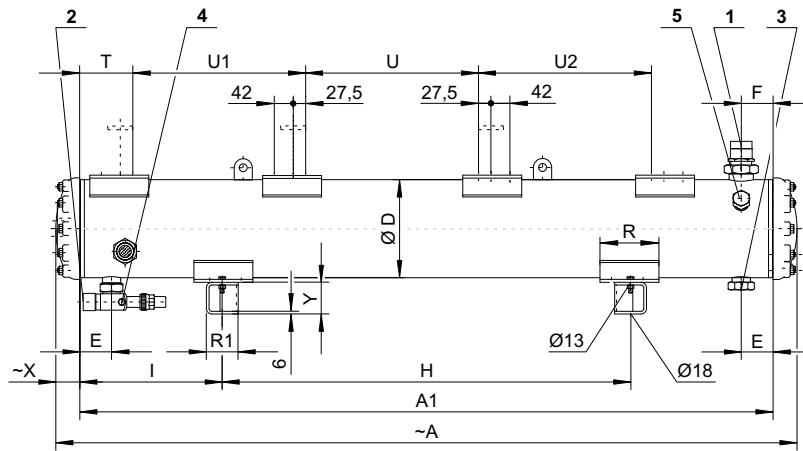 2 4 5 1 3
T U1 U U2
42 27,5 27,5 42 F
Ø D R
Y
E R1 6 Ø13 Ø18 E
~X I H
A1
~A